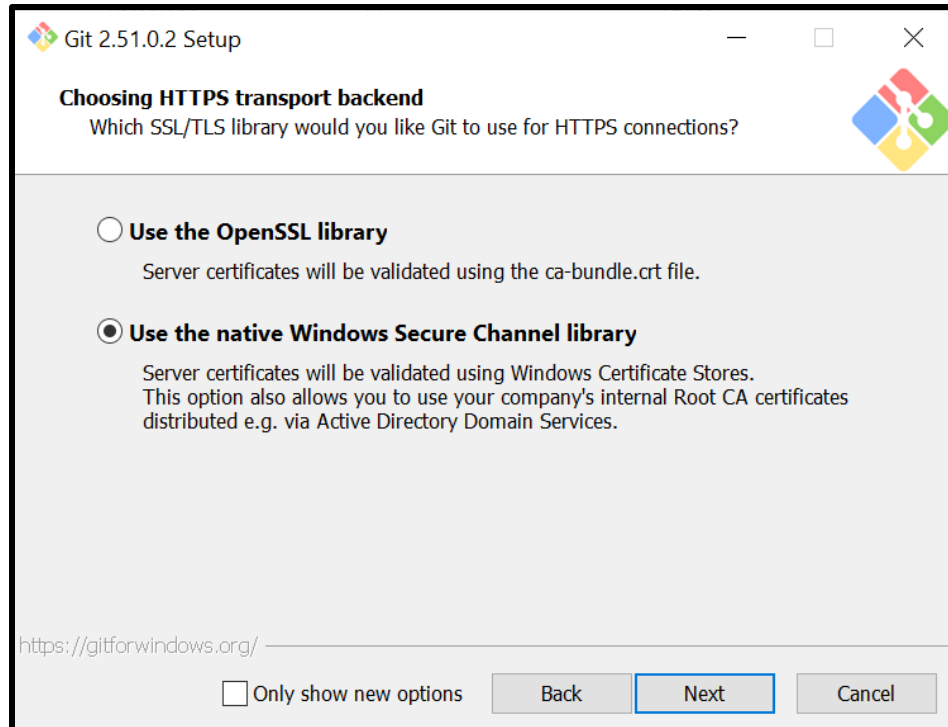 Git 2.51.0.2 Setup
Choosing HTTPS transport backend
Which SSL/TLS library would you like Git to use for HTTPS connections?
Use the OpenSSL library
Server certificates will be validated using the ca-bundle.crt file.
Use the native Windows Secure Channel library
Server certificates will be validated using Windows Certificate Stores.
This option also allows you to use your company's internal Root CA certificates
distributed e.g. via Active Directory Domain Services.
https://gitforwindows.org/
Only show new options Back Next Cancel